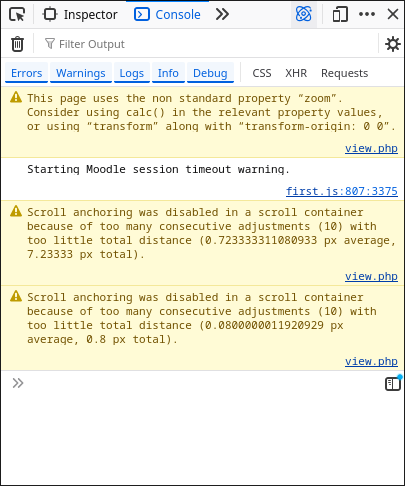 Inspector
Console
Filter Output
Errors Warnings Logs Info Debug CSS XHR Requests
This page uses the non standard property “zoom”.
Consider using calc() in the relevant property values,
or using “transform” along with “transform-origin: 0 0”.
view.php
Starting Moodle session timeout warning.
first.js:807:3375
Scroll anchoring was disabled in a scroll container
because of too many consecutive adjustments (10) with
too little total distance (0.723333311080933 px average,
7.23333 px total).
view.php
Scroll anchoring was disabled in a scroll container
because of too many consecutive adjustments (10) with
too little total distance (0.0800000011920929 px
average, 0.8 px total).
view.php